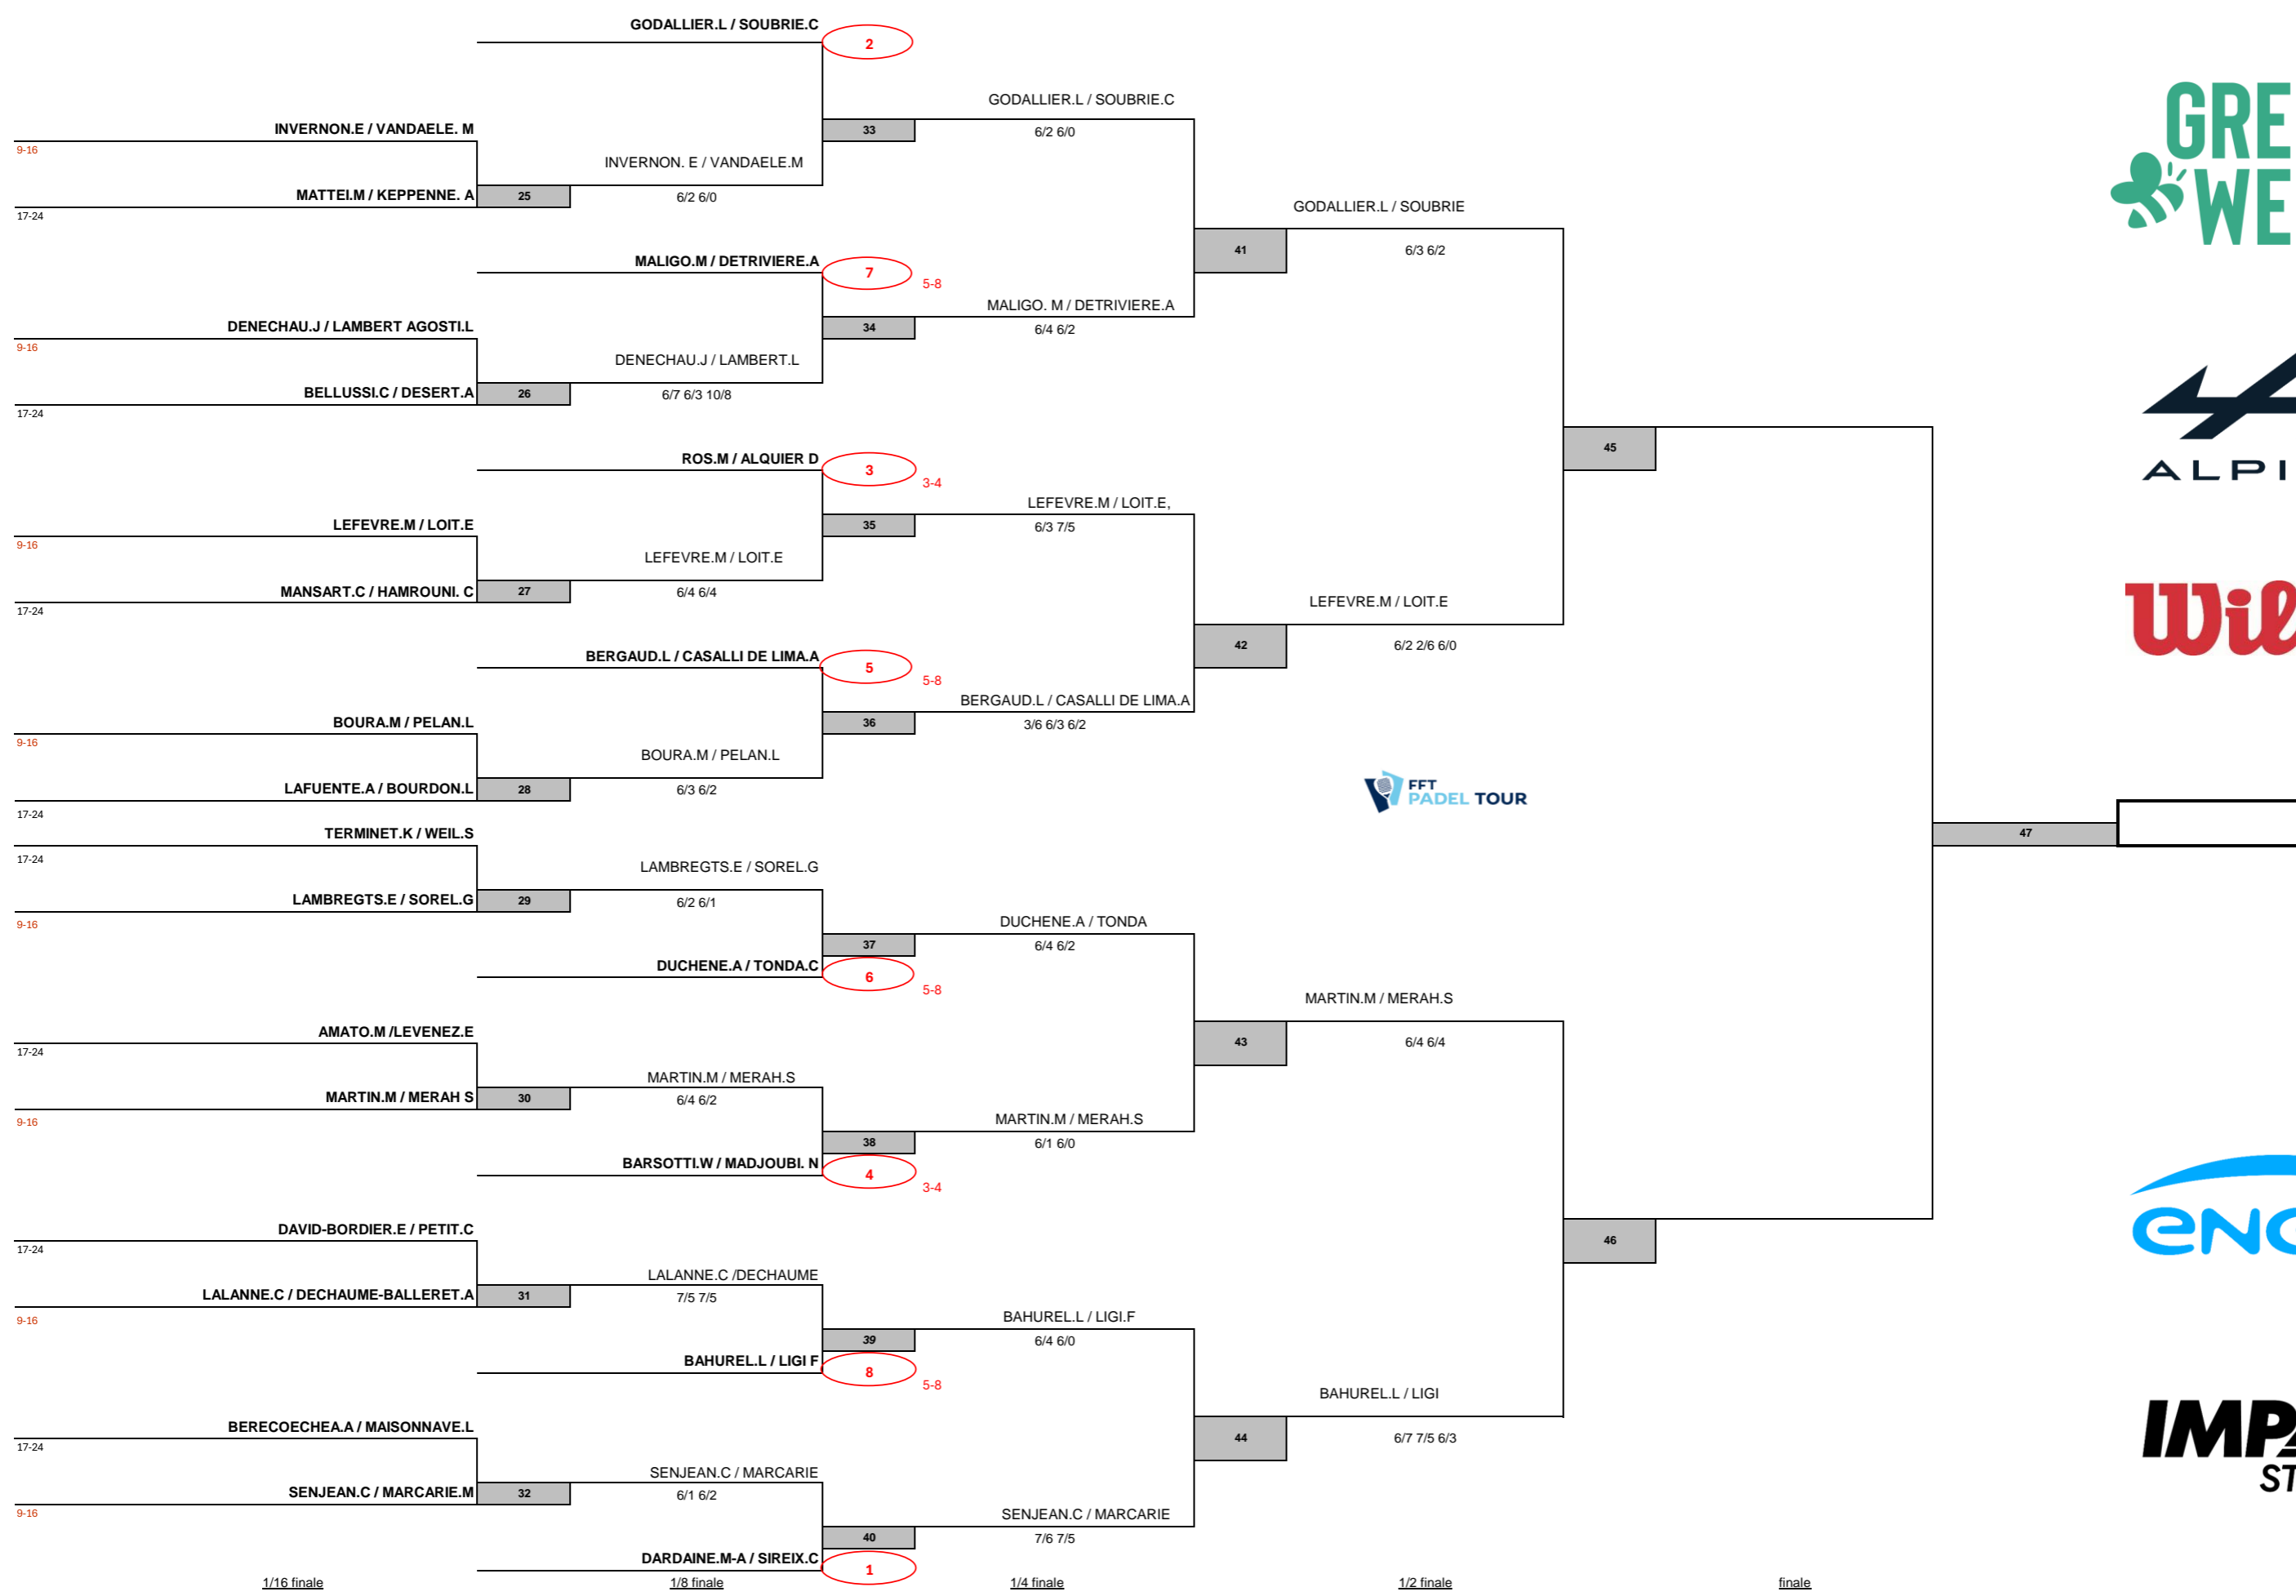 GODALLIER.L / SOUBRIE.C
2
GODALLIER.L / SOUBRIE.C
INVERNON.E / VANDAELE. M
33
6/2 6/0
9-16
INVERNON. E / VANDAELE.M
MATTEI.M / KEPPENNE. A
25
6/2 6/0
17-24
GODALLIER.L / SOUBRIE
MALIGO.M / DETRIVIERE.A
7
5-8
41
6/3 6/2
MALIGO. M / DETRIVIERE.A
DENECHAU.J / LAMBERT AGOSTI.L
34
6/4 6/2
9-16
DENECHAU.J / LAMBERT.L
BELLUSSI.C / DESERT.A
26
6/7 6/3 10/8
17-24
45
ROS.M / ALQUIER D
3
3-4
LEFEVRE.M / LOIT.E,
LEFEVRE.M / LOIT.E
35
6/3 7/5
9-16
LEFEVRE.M / LOIT.E
MANSART.C / HAMROUNI. C
27
6/4 6/4
17-24
LEFEVRE.M / LOIT.E
BERGAUD.L / CASALLI DE LIMA.A
5
5-8
42
6/2 2/6 6/0
BERGAUD.L / CASALLI DE LIMA.A
BOURA.M / PELAN.L
36
3/6 6/3 6/2
9-16
BOURA.M / PELAN.L
LAFUENTE.A / BOURDON.L
28
6/3 6/2
17-24
FFT
PADEL TOUR
47
TERMINET.K / WEIL.S
17-24
LAMBREGTS.E / SOREL.G
LAMBREGTS.E / SOREL.G
29
6/2 6/1
9-16
DUCHENE.A / TONDA
37
6/4 6/2
DUCHENE.A / TONDA.C
6
5-8
MARTIN.M / MERAH.S
AMATO.M /LEVENEZ.E
17-24
43
6/4 6/4
MARTIN.M / MERAH.S
MARTIN.M / MERAH S
30
6/4 6/2
9-16
MARTIN.M / MERAH.S
38
6/1 6/0
BARSOTTI.W / MADJOUBI. N
4
3-4
DAVID-BORDIER.E / PETIT.C
17-24
46
LALANNE.C /DECHAUME
LALANNE.C / DECHAUME-BALLERET.A
31
7/5 7/5
9-16
BAHUREL.L / LIGI.F
39
6/4 6/0
BAHUREL.L / LIGI F
8
5-8
BAHUREL.L / LIGI
BERECOECHEA.A / MAISONNAVE.L
17-24
44
6/7 7/5 6/3
SENJEAN.C / MARCARIE
SENJEAN.C / MARCARIE.M
32
6/1 6/2
9-16
SENJEAN.C / MARCARIE
40
7/6 7/5
DARDAINE.M-A / SIREIX.C
1
1/16 finale
1/8 finale
1/4 finale
1/2 finale
finale
GRE
WE
ALPI
Wil
ENG
IMPA
ST